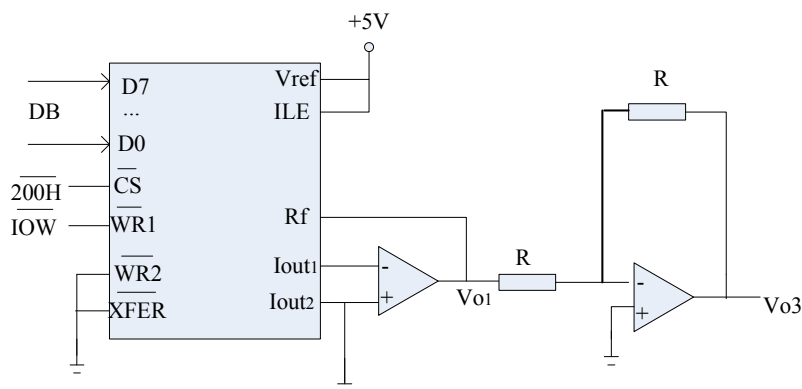 +5V
D7
Vref
R
DB
...
ILE
D0
200H
CS
IOW
WR1
Rf
WR2
Iout1
-
R
-
XFER
Iout2
+
Vo1
+
Vo3